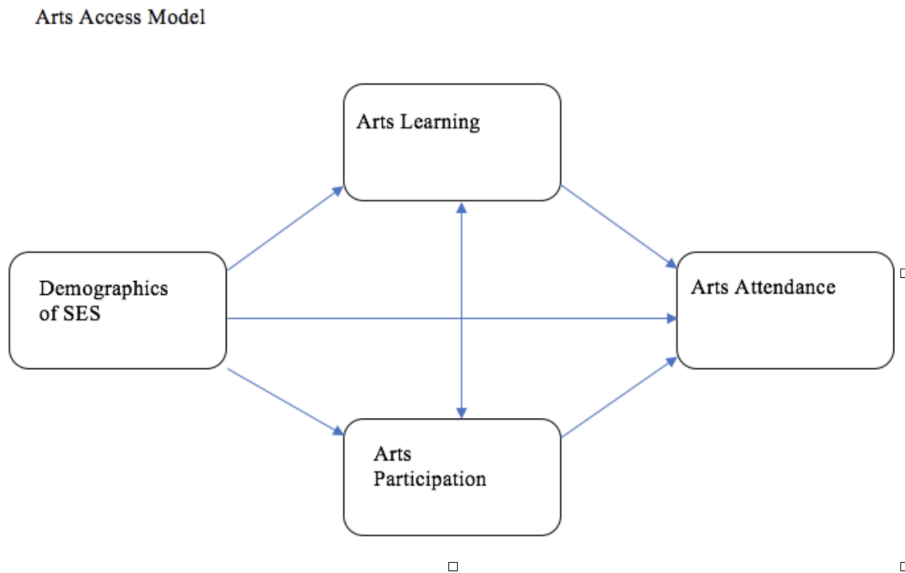 Arts Access Model
Arts Learning
Demographics
of SES
Arts Attendance
Arts
Participation